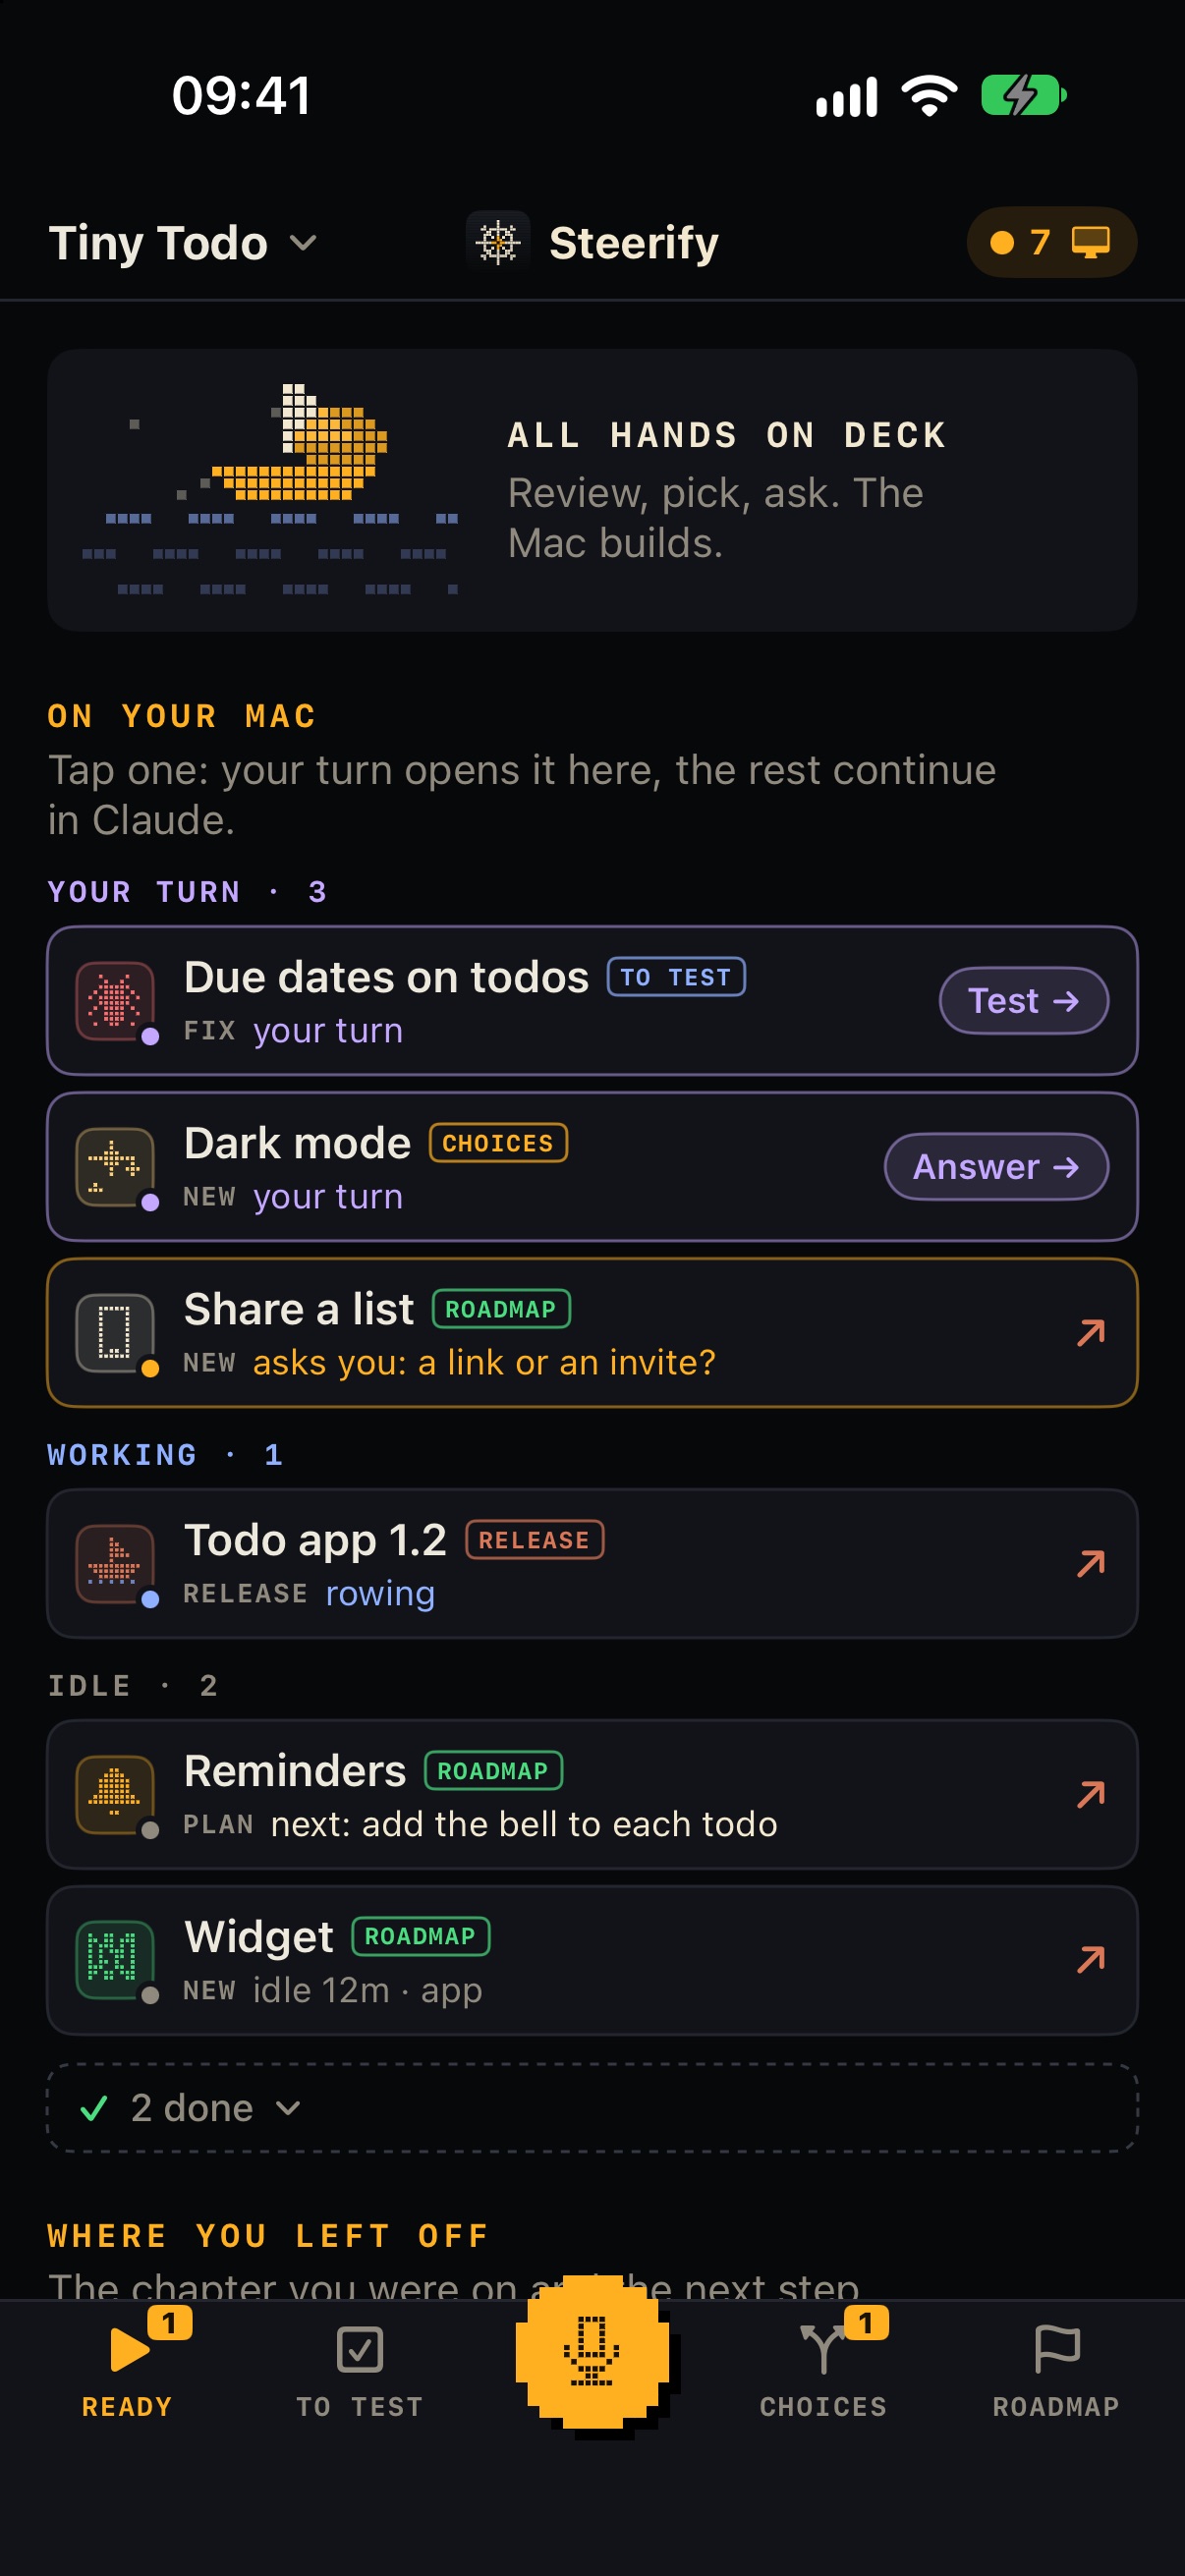 09:41
Tiny Todo
Steerify
7
ALL HANDS ON DECK
Review, pick, ask. The
Mac builds.
ON YOUR MAC
Tap one: your turn opens it here, the rest continue
in Claude.
YOUR TURN · 3
Due dates on todos TO TEST
FIX your turn
Test →
Dark mode CHOICES
NEW your turn
Answer →
Share a list ROADMAP
NEW asks you: a link or an invite?
WORKING · 1
Todo app 1.2 RELEASE
RELEASE rowing
IDLE · 2
Reminders ROADMAP
PLAN next: add the bell to each todo
Widget ROADMAP
NEW idle 12m · app
2 done
WHERE YOU LEFT OFF
The chapter you were on and the next step
1
READY
TO TEST
1
CHOICES
ROADMAP